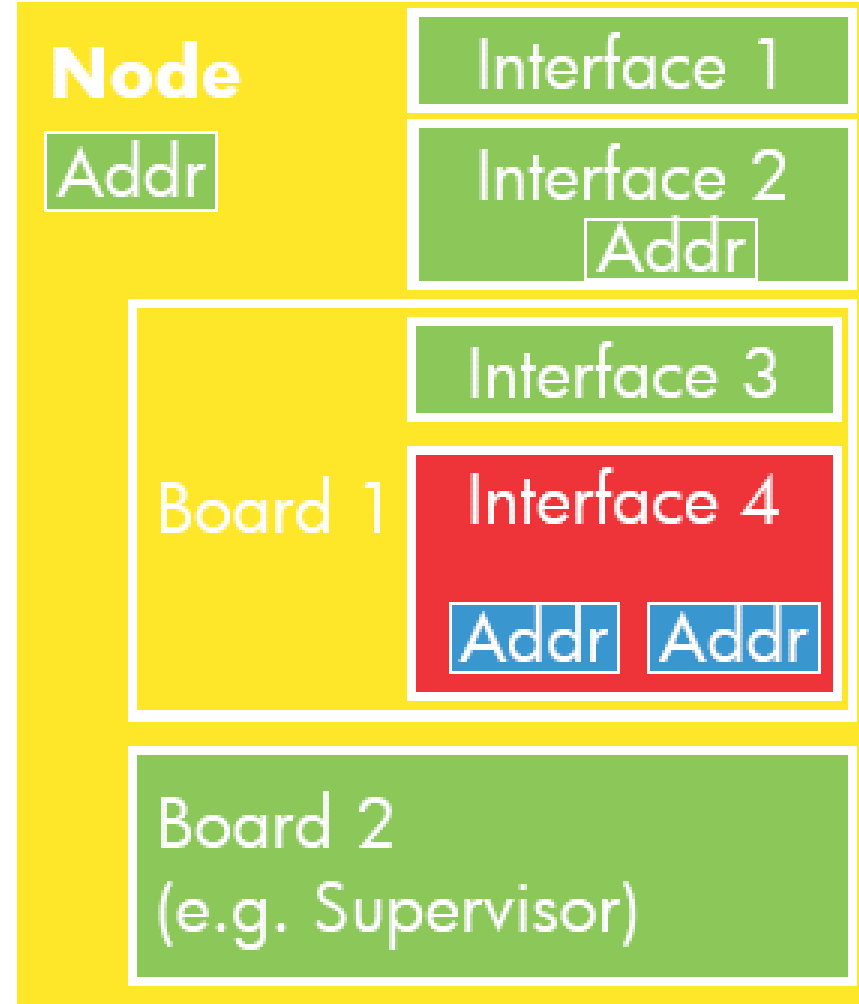 Node
Interface 1
Addr
Interface 2
Addr
Interface 3
Board 1
Interface 4
Addr Addr
Board 2
(e.g. Supervisor)